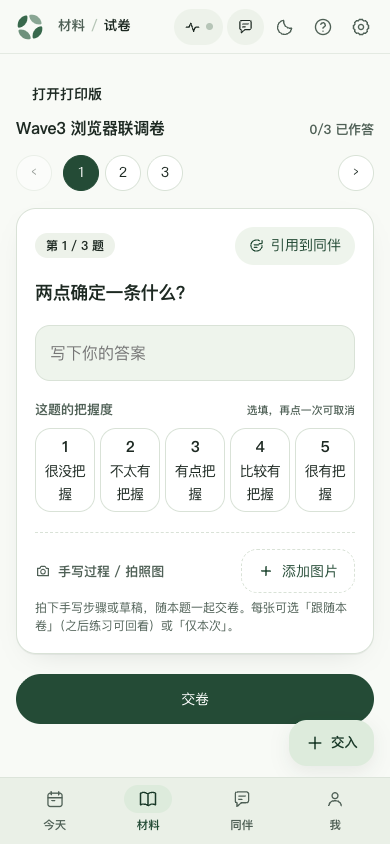 材料 / 试卷
打开打印版
Wave3 浏览器联调卷
0/3 已作答
1
2
3
第 1 / 3 题
引用到同伴
两点确定一条什么？
写下你的答案
这题的把握度
选填，再点一次可取消
1
很没把握
2
不太有把握
3
有点把握
4
比较有把握
5
很有把握
手写过程 / 拍照图
+ 添加图片
拍下手写步骤或草稿，随本题一起交卷。每张可选「跟随本
卷」（之后练习可回看）或「仅本次」。
交卷
+ 交入
今天
材料
同伴
我